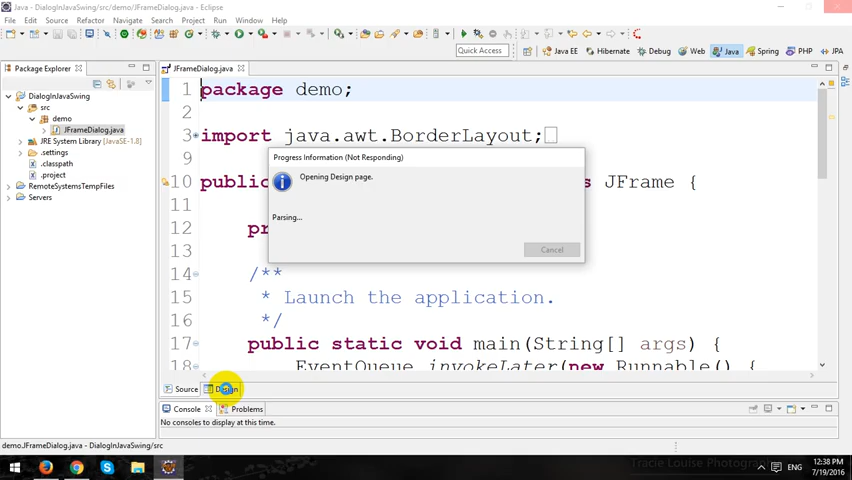 Java - DialogInJavaSwing/src/demo/JFrameDialog.java - Eclipse
File Edit Source Refactor Navigate Search Project Run Window Help
Quick Access
Java EE Hibernate Debug Web Java Spring PHP JPA
Package Explorer
DialogInJavaSwing
src
demo
JFrameDialog.java
JRE System Library [JavaSE-1.8]
.settings
.classpath
.project
RemoteSystemsTempFiles
Servers
JFrameDialog.java
1 package demo;
2
3 import java.awt.BorderLayout;
9
10 public JFrame {
11
12 pr
13
14 /**
15 * Launch the application.
16 */
17 public static void main(String[] args) {
18 EventQueue.invokeLater(new Runnable() {
Progress Information (Not Responding)
Opening Design page.
Parsing...
Cancel
Source Design
Console Problems
No consoles to display at this time.
demo.JFrameDialog.java - DialogInJavaSwing/src
Tracie Louise Photography
ENG
12:38 PM
7/19/2016